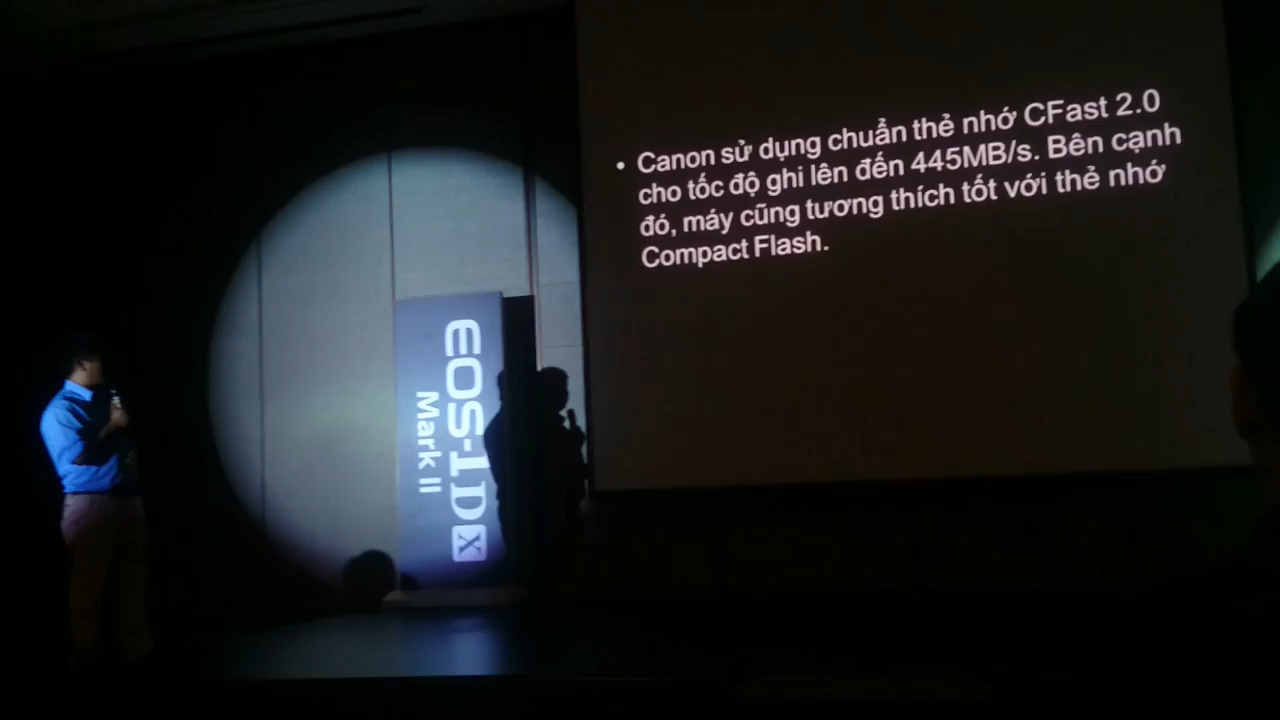 • Canon sử dụng chuẩn thẻ nhớ CFast 2.0
cho tốc độ ghi lên đến 445MB/s. Bên cạnh
đó, máy cũng tương thích tốt với thẻ nhớ
Compact Flash.
EOS-1DX
Mark II